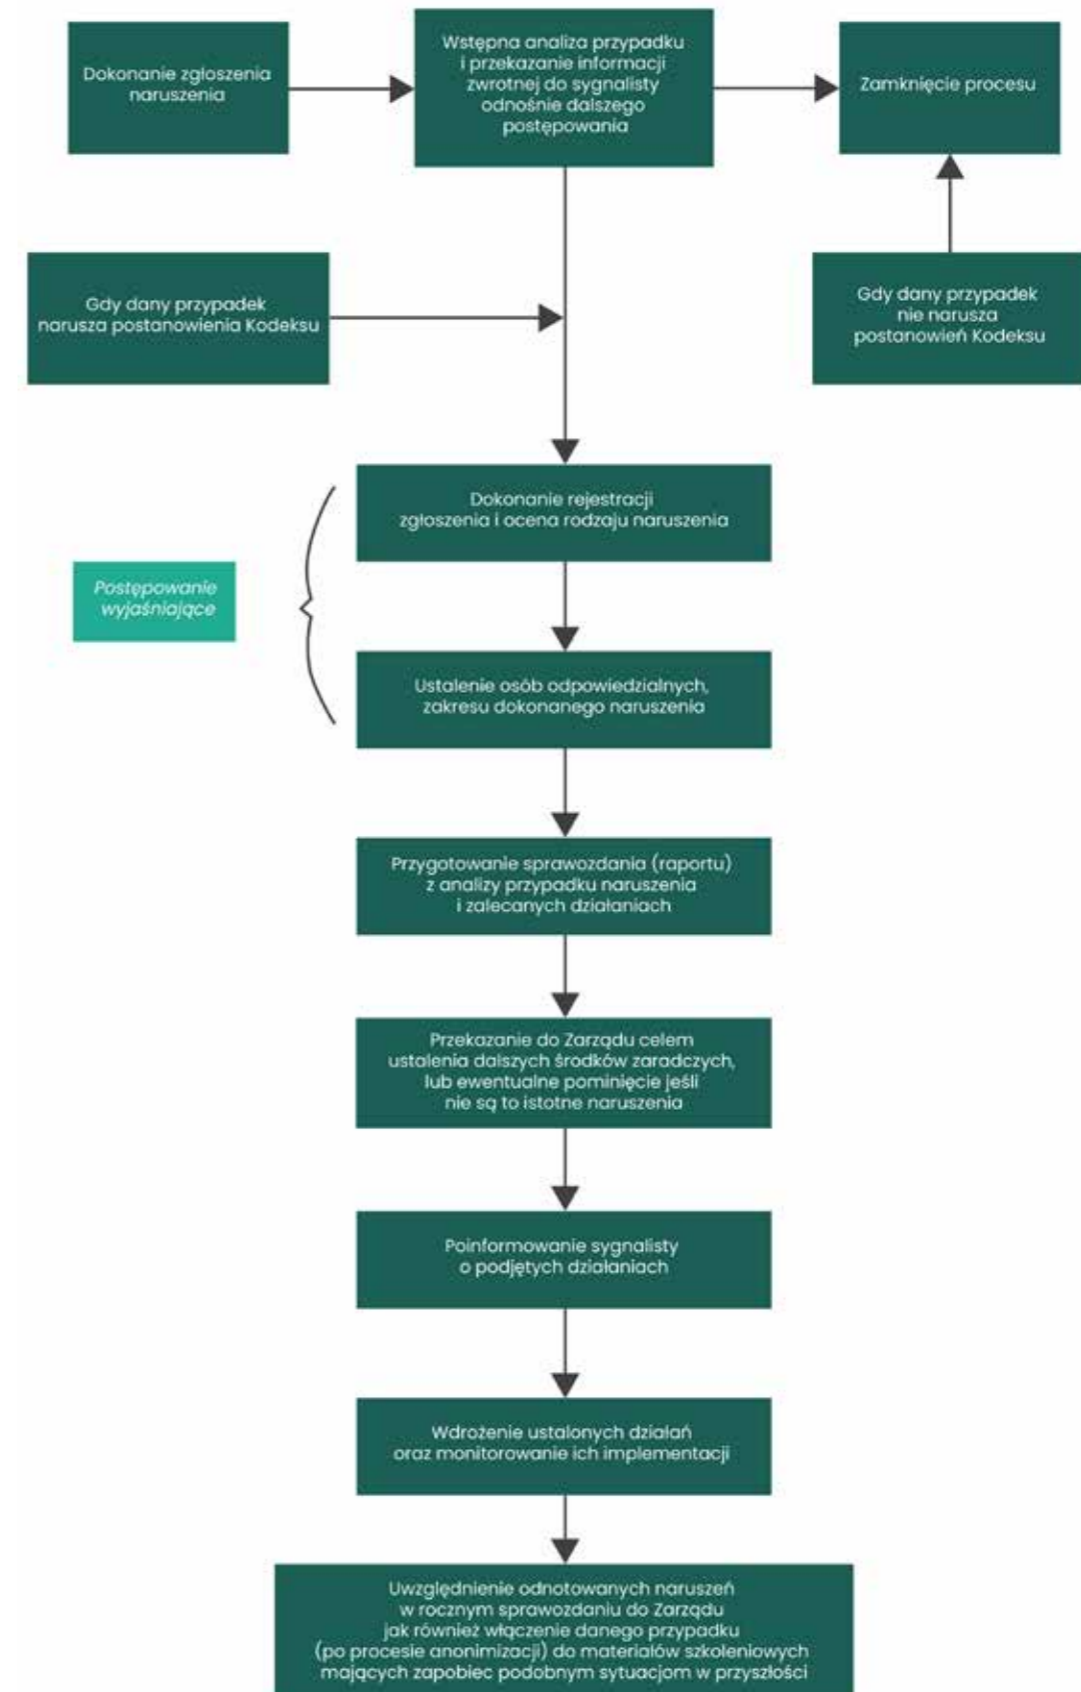 Dokonanie zgłoszenia
naruszenia
Wstępna analiza przypadku
i przekazanie informacji
zwrotnej do sygnalisty
odnośnie dalszego
postępowania
Zamknięcie procesu
Gdy dany przypadek
narusza postanowienia Kodeksu
Gdy dany przypadek
nie narusza
postanowień Kodeksu
Dokonanie rejestracji
zgłoszenia i ocena rodzaju naruszenia
Postępowanie
wyjaśniające
Ustalenie osób odpowiedzialnych,
zakresu dokonanego naruszenia
Przygotowanie sprawozdania (raportu)
z analizy przypadku naruszenia
i zalecanych działaniach
Przekazanie do Zarządu celem
ustalenia dalszych środków zaradczych,
lub ewentualne pominięcie jeśli
nie są to istotne naruszenia
Poinformowanie sygnalisty
o podjętych działaniach
Wdrożenie ustalonych działań
oraz monitorowanie ich implementacji
Uwzględnienie odnotowanych naruszeń
w rocznym sprawozdaniu do Zarządu
jak również włączenie danego przypadku
(po procesie anonimizacji) do materiałów szkoleniowych
mających zapobiec podobnym sytuacjom w przyszłości